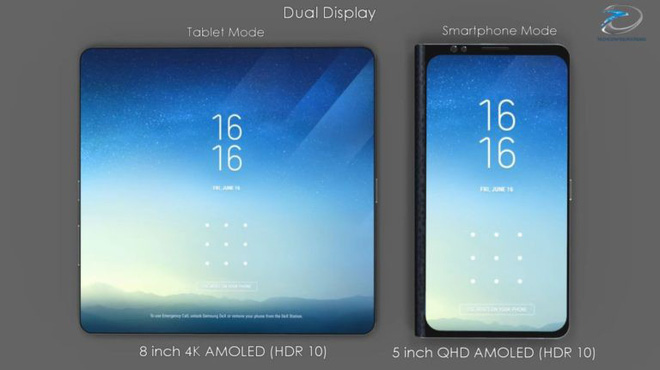 Dual Display
Tablet Mode
Smartphone Mode
16
16
FRI, JUNE 16
16
16
FRI, JUNE 16
8 inch 4K AMOLED (HDR 10)
5 inch QHD AMOLED (HDR 10)